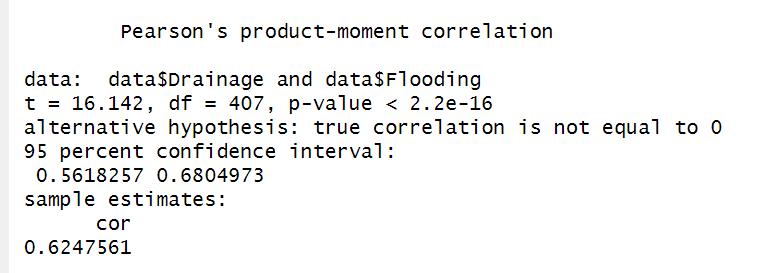 Pearson's product-moment correlation
data:  data$Drainage and data$Flooding
t = 16.142, df = 407, p-value < 2.2e-16
alternative hypothesis: true correlation is not equal to 0
95 percent confidence interval:
 0.5618257 0.6804973
sample estimates:
      cor
0.6247561